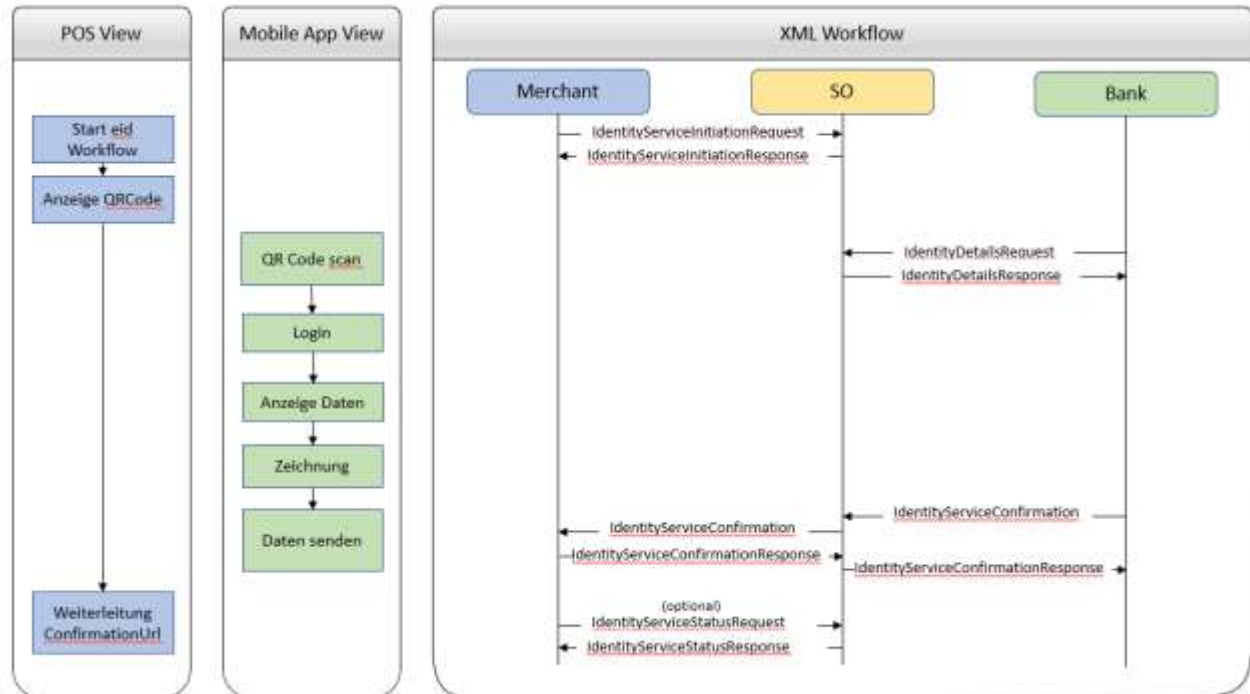 POS View
Start eid
Workflow
Anzeige QRCode
Weiterleitung
ConfirmationUrl
Mobile App View
QR Code scan
Login
Anzeige Daten
Zeichnung
Daten senden
XML Workflow
Merchant
SO
Bank
IdentityServiceInitiationRequest
IdentityServiceInitiationResponse
IdentityDetailsRequest
IdentityDetailsResponse
IdentityServiceConfirmation
IdentityServiceConfirmation
IdentityServiceConfirmationResponse
IdentityServiceConfirmationResponse
(optional)
IdentityServiceStatusRequest
IdentityServiceStatusResponse